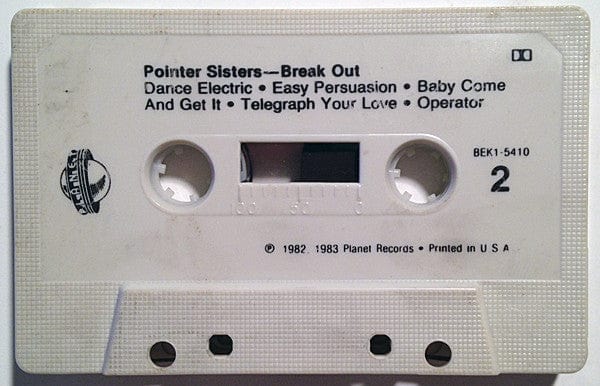 Pointer Sisters—Break Out
Dance Electric • Easy Persuasion • Baby Come
And Get It • Telegraph Your Love • Operator
BEK1-5410
2
PLANET
100 50 0
℗ 1982, 1983 Planet Records • Printed in U S A